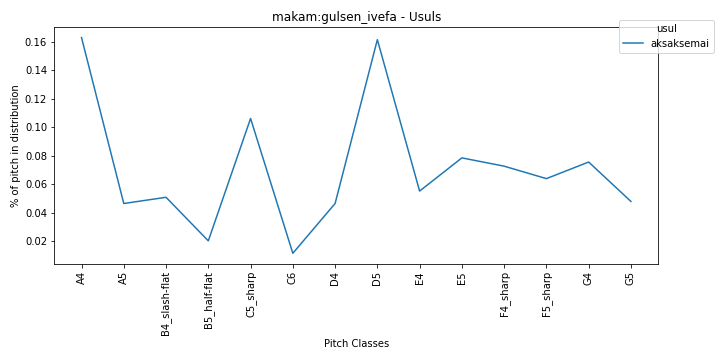 makam:gulsen_ivefa - Usuls
usul
aksaksemai
% of pitch in distribution
0.16
0.14
0.12
0.10
0.08
0.06
0.04
0.02
A4
A5
B4_slash-flat
B5_half-flat
C5_sharp
C6
D4
D5
E4
E5
F4_sharp
F5_sharp
G4
G5
Pitch Classes